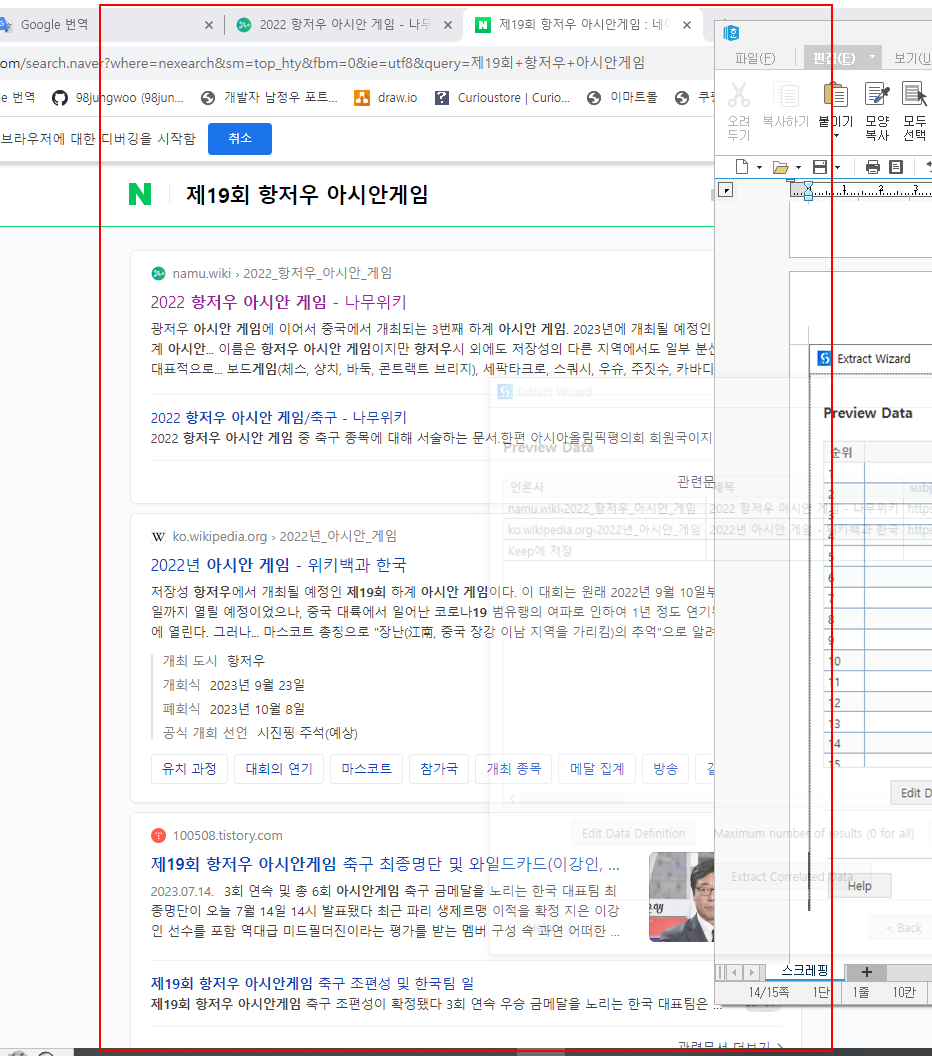 Google 번역
2022 항저우 아시안 게임 - 나무
제19회 항저우 아시안게임 : 네이
om/search.naver?where=nexearch&sm=top_hty&fbm=0&ie=utf8&query=제19회+항저우+아시안게임
le 번역
98jungwoo (98jun...
개발자 남정우 포트...
draw.io
Curioustore | Curio...
이마트몰
쿠팡
브라우저에 대한 디버깅을 시작함
취소
제19회 항저우 아시안게임
namu.wiki › 2022_항저우_아시안_게임
2022 항저우 아시안 게임 - 나무위키
광저우 아시안 게임에 이어서 중국에서 개최되는 3번째 하계 아시안 게임. 2023년에 개최될 예정인
계 아시안... 이름은 항저우 아시안 게임이지만 항저우시 외에도 저장성의 다른 지역에서도 일부 분산
대표적으로... 보드게임(체스, 샹치, 바둑, 콘트랙트 브리지), 세팍타크로, 스쿼시, 우슈, 주짓수, 카바디
2022 항저우 아시안 게임/축구 - 나무위키
2022 항저우 아시안 게임 중 축구 종목에 대해 서술하는 문서.한편 아시아올림픽평의회 회원국이지
관련문
ko.wikipedia.org › 2022년_아시안_게임
2022년 아시안 게임 - 위키백과 한국
저장성 항저우에서 개최될 예정인 제19회 하계 아시안 게임이다. 이 대회는 원래 2022년 9월 10일부
일까지 열릴 예정이었으나, 중국 대륙에서 일어난 코로나19 범유행의 여파로 인하여 1년 정도 연기
에 열린다. 그러나... 마스코트 총칭으로 "장난(江南, 중국 장강 이남 지역을 가리킴)의 추억"으로 알려
개최 도시 항저우
개회식 2023년 9월 23일
폐회식 2023년 10월 8일
공식 개회 선언 시진핑 주석(예상)
유치 과정
대회의 연기
마스코트
참가국
개최 종목
메달 집계
방송
100508.tistory.com
제19회 항저우 아시안게임 축구 최종명단 및 와일드카드(이강인, ...
2023.07.14. 3회 연속 및 총 6회 아시안게임 축구 금메달을 노리는 한국 대표팀 최
종명단이 오늘 7월 14일 14시 발표됐다 최근 파리 생제르맹 이적을 확정 지은 이강
인 선수를 포함 역대급 미드필더진이라는 평가를 받는 멤버 구성 속 과연 어떠한 ...
제19회 항저우 아시안게임 축구 조편성 및 한국팀 일
제19회 항저우 아시안게임 축구 조편성이 확정됐다 3회 연속 우승 금메달을 노리는 한국 대표팀은 ...
관련문서 더보기
Extract Wizard
Preview Data
언론사
제목
subj
namu.wiki›2022_항저우_아시안_게임
2022 항저우 아시안 게임 - 나무위키
https
ko.wikipedia.org›2022년_아시안_게임
2022년 아시안 게임 - 위키백과 한국
https
Keep에 저장
Edit Data Definition
Maximum number of results (0 for all)
Extract Correlated Data
< Back
파일(F)
편집(E)
보기(U
오려
두기
복사하기
붙이기
모양
복사
모두
선택
1
2
3
Extract Wizard
Preview Data
순위
1
2
3
4
5
6
7
8
9
10
11
12
13
14
15
Edit D
Help
스크레핑
14/15쪽
1단
1줄
10칸